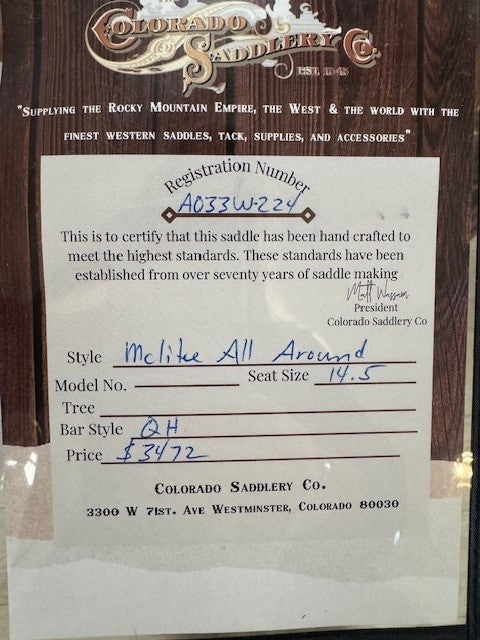 COLORADO
SADDLERY CO.
EST. 1945
"SUPPLYING THE ROCKY MOUNTAIN EMPIRE, THE WEST & THE WORLD WITH THE
FINEST WESTERN SADDLES, TACK, SUPPLIES, AND ACCESSORIES"
Registration Number
A033W-224
This is to certify that this saddle has been hand crafted to
meet the highest standards. These standards have been
established from over seventy years of saddle making
President
Colorado Saddlery Co
Style Mclite All Around
Model No. Seat Size 14.5
Tree
Bar Style QH
Price $3472
COLORADO SADDLERY CO.
3300 W 71ST. AVE WESTMINSTER, COLORADO 80030